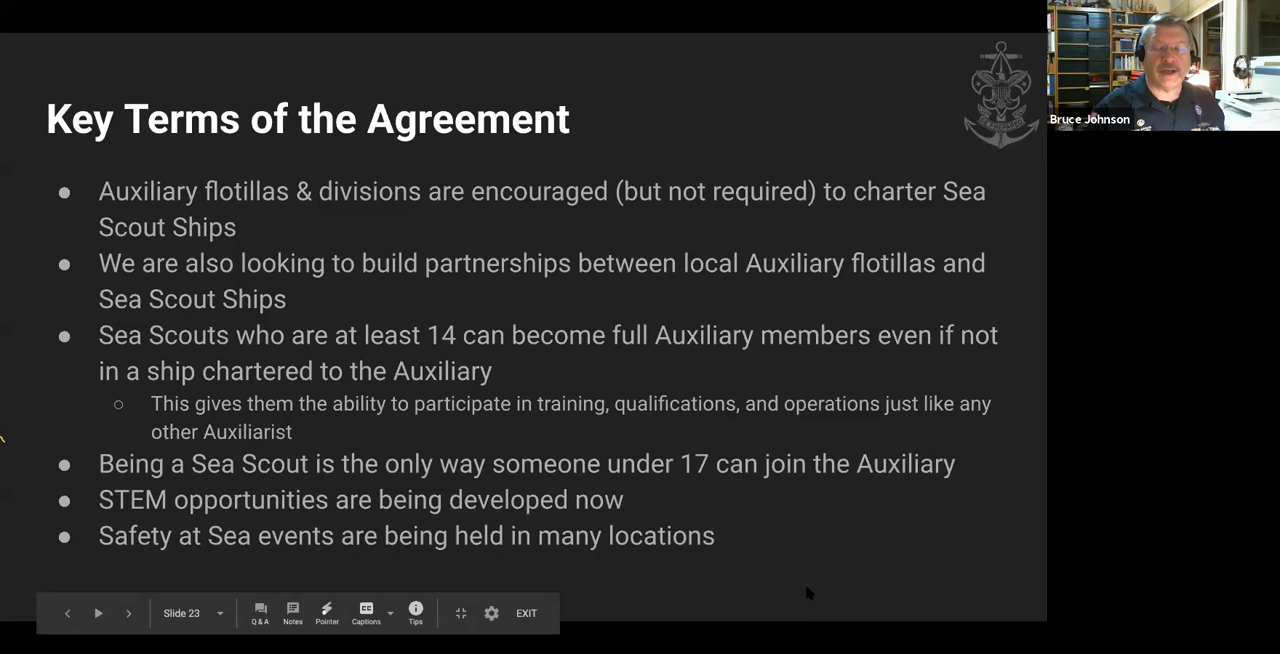 Key Terms of the Agreement
● Auxiliary flotillas & divisions are encouraged (but not required) to charter Sea
Scout Ships
● We are also looking to build partnerships between local Auxiliary flotillas and
Sea Scout Ships
● Sea Scouts who are at least 14 can become full Auxiliary members even if not
in a ship chartered to the Auxiliary
○ This gives them the ability to participate in training, qualifications, and operations just like any
other Auxiliarist
● Being a Sea Scout is the only way someone under 17 can join the Auxiliary
● STEM opportunities are being developed now
● Safety at Sea events are being held in many locations
BE PREPARED
Bruce Johnson
Slide 23
Q & A
Notes
Pointer
CC
Captions
Tips
EXIT